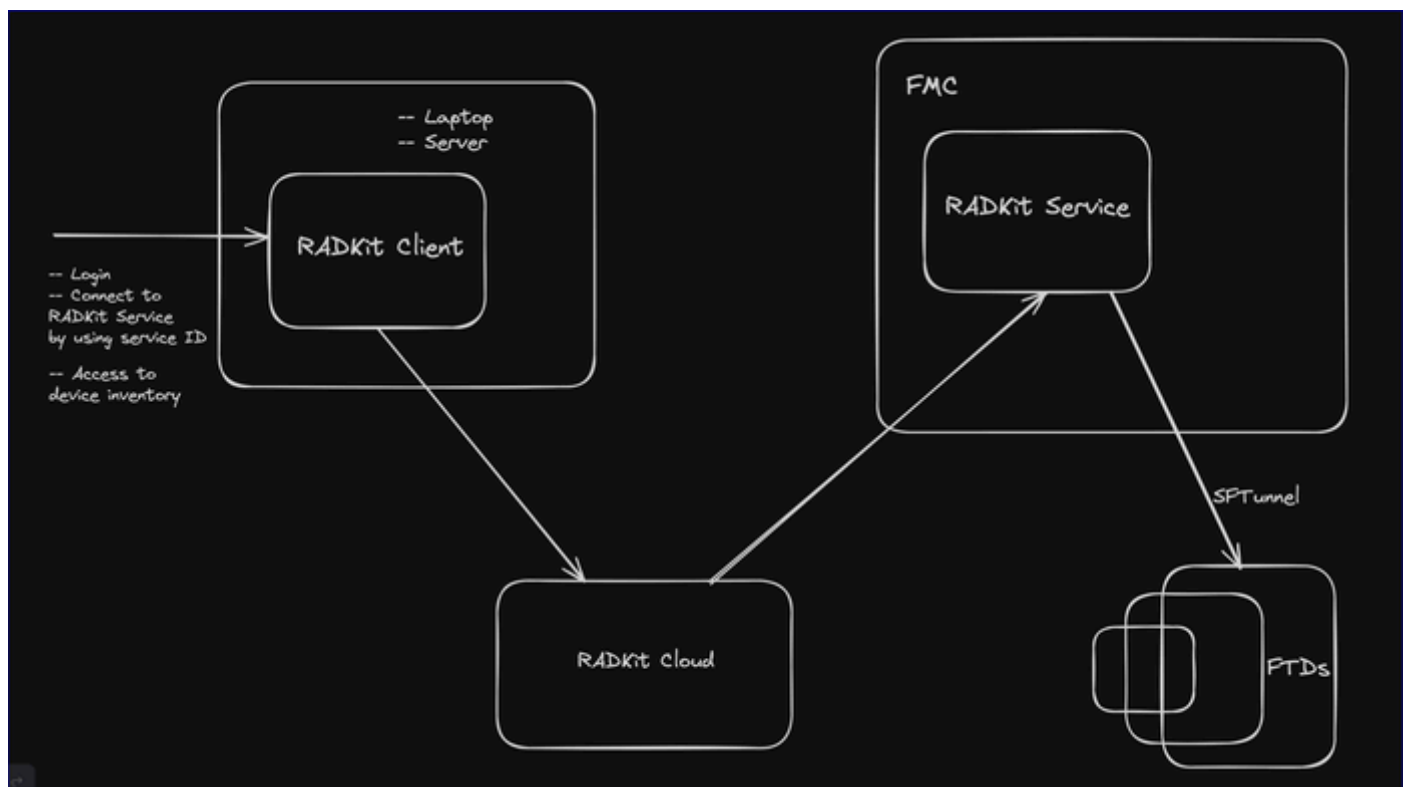 -- Laptop
-- Server
RADKit Client
-- Login
-- Connect to
RADKit Service
by using service ID
-- Access to
device inventory
FMC
RADKit Service
SFTunnel
RADKit Cloud
FTDs